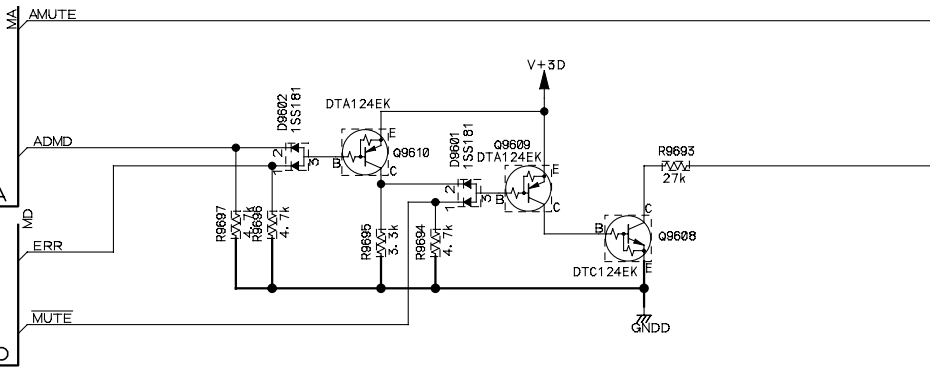 MA
AMUTE
V+3D
D9602
1SS181
DTA124EK
E
ADMD
2
1
3
B
Q9610
C
D9601
1SS181
Q9609
DTA124EK
E
R9693
27k
2
1
3
B
C
A
MD
R9697
4.7k
R9696
4.7k
R9695
3.3k
R9694
4.7k
C
B
Q9608
ERR
DTC124EK
E
MUTE
GNDD